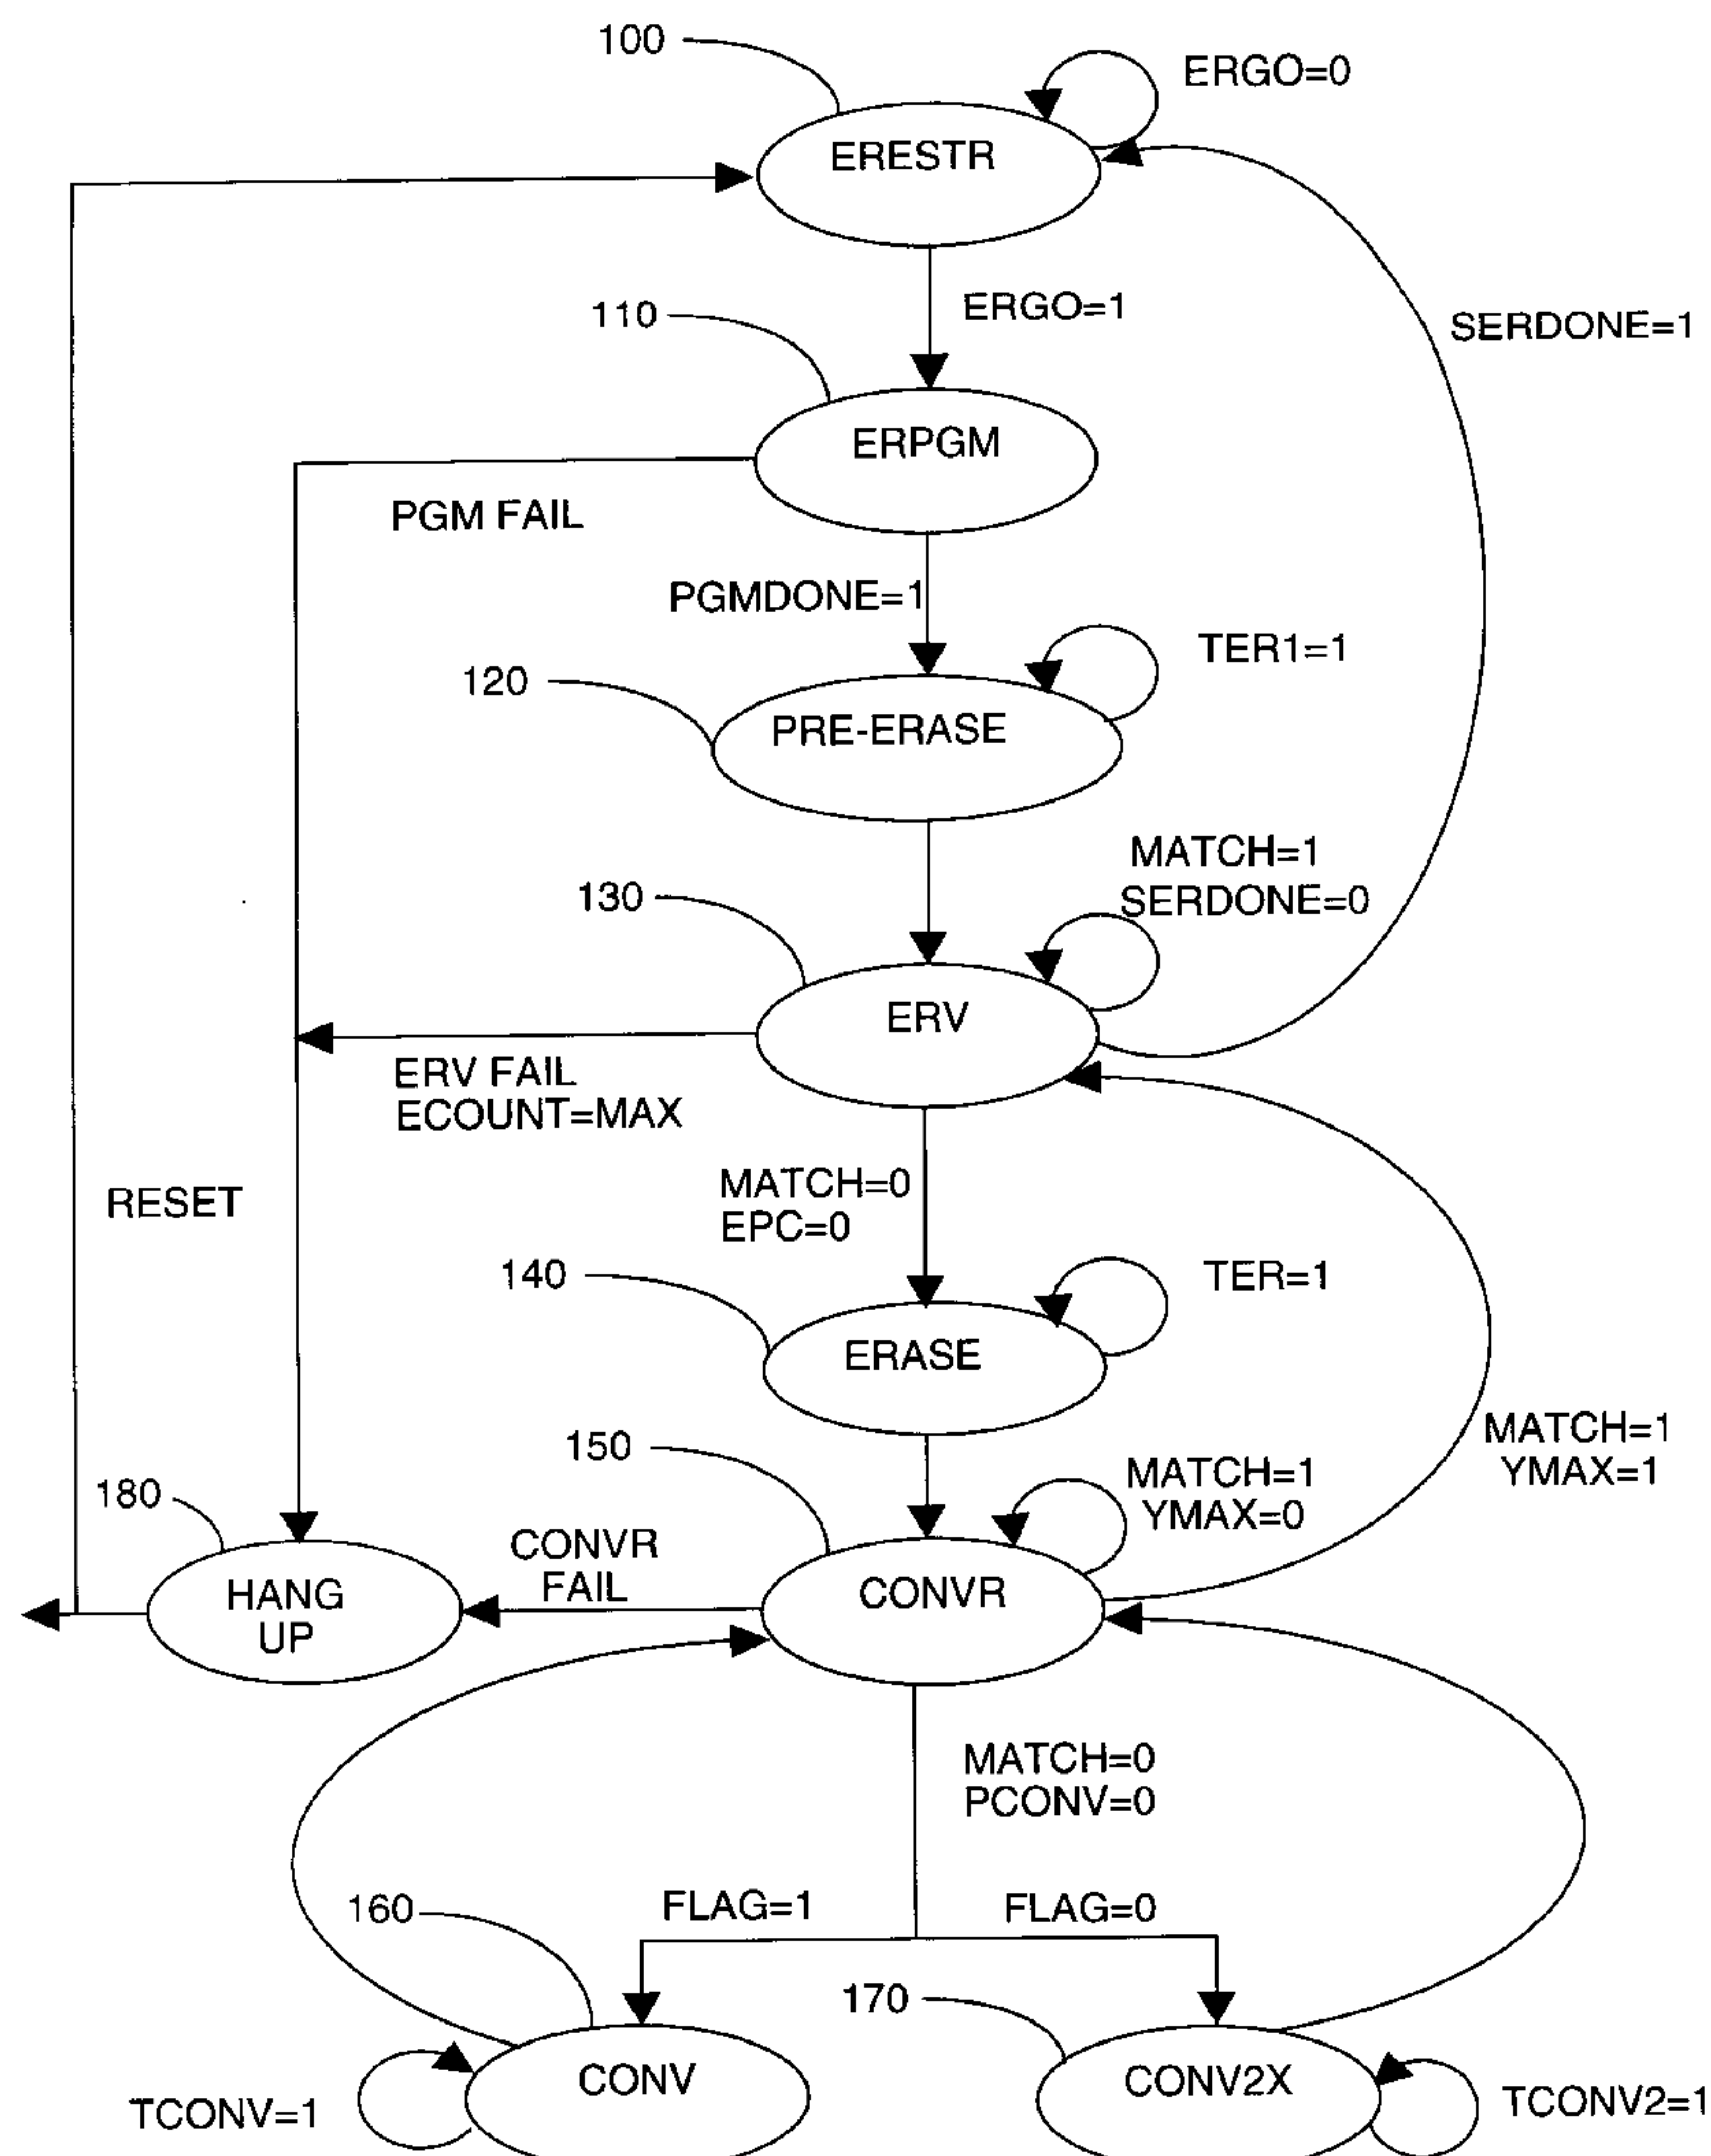 100
ERGO=0
ERESTR
ERGO=1
110
SERDONE=1
ERPGM
PGM FAIL
PGMDONE=1
TER1=1
120
PRE-ERASE
MATCH=1
SERDONE=0
130
ERV
ERV FAIL
ECOUNT=MAX
MATCH=0
EPC=0
RESET
140
TER=1
ERASE
MATCH=1
YMAX=1
150
MATCH=1
YMAX=0
180
CONVR
FAIL
HANG
UP
CONVR
MATCH=0
PCONV=0
FLAG=1
FLAG=0
160
170
CONV
CONV2X
TCONV=1
TCONV2=1